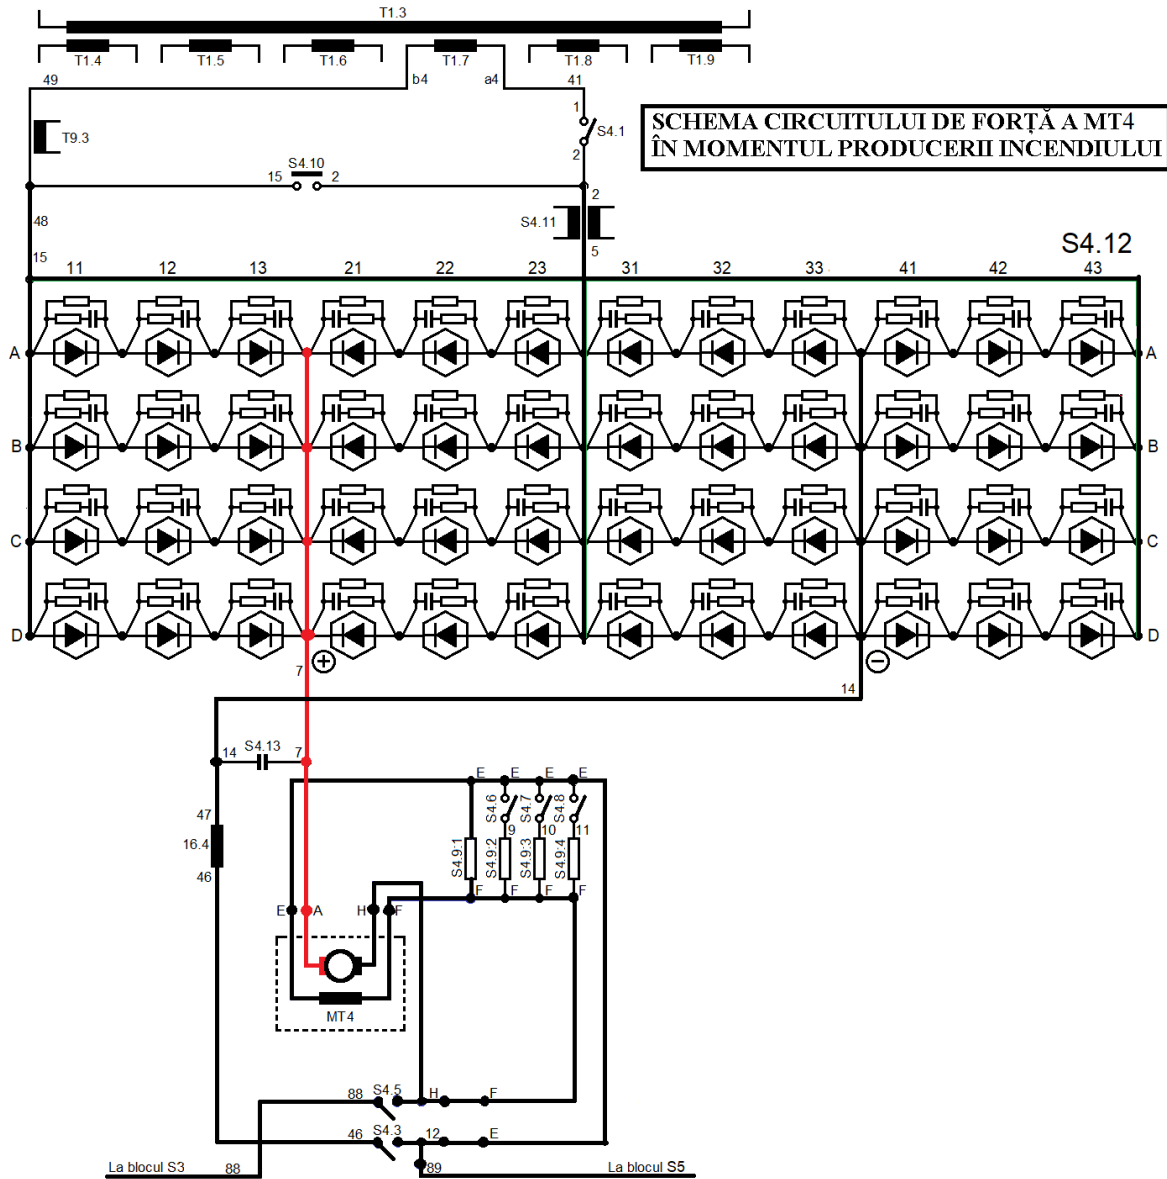 T1.3
T1.4 T1.5 T1.6 T1.7 T1.8 T1.9
49 b4 a4 41
1
T9.3 S4.1
2
SCHEMA CIRCUITULUI DE FORȚĂ A MT4
ÎN MOMENTUL PRODUCERII INCENDIULUI
S4.10
15 2
2
48 S4.11
5
S4.12
15
11 12 13 21 22 23 31 32 33 41 42 43
A A
B B
C C
D D
+ −
7 14
14 S4.13 7
E E E E
S4.6 S4.7 S4.8
47
9 10 11
16.4 S4.9:1 S4.9:2 S4.9:3 S4.9:4
46
F F F F
E A H F
MT4
88 S4.5 H F
46 S4.3 12 E
La blocul S3 88 89 La blocul S5